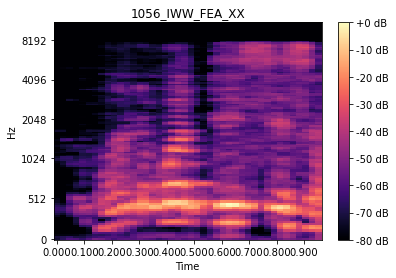 1056_IWW_FEA_XX
+0 dB
8192
-10 dB
4096
-20 dB
-30 dB
2048
Hz
-40 dB
1024
-50 dB
-60 dB
512
-70 dB
0
-80 dB
0.0000.1000.2000.3000.4000.5000.6000.7000.8000.900
Time